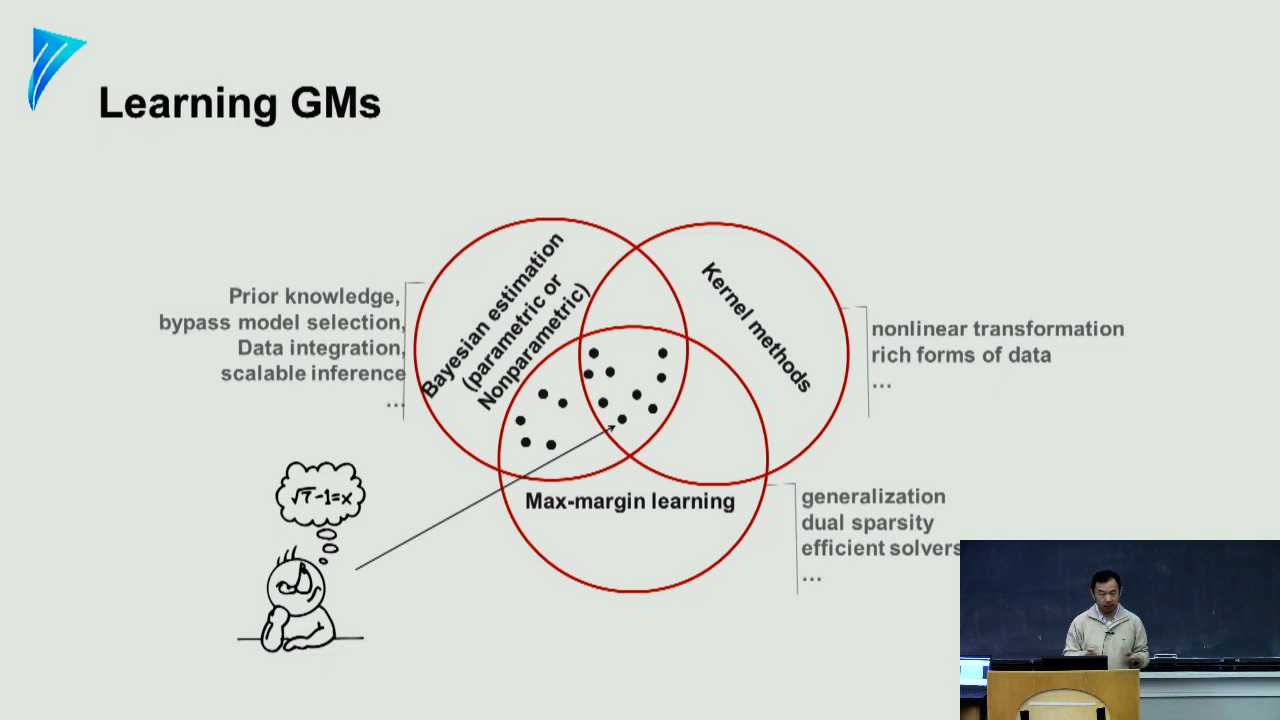 Learning GMs
Prior knowledge,
bypass model selection,
Data integration,
scalable inference
...
Bayesian estimation
(parametric or
Nonparametric)
Kernel methods
nonlinear transformation
rich forms of data
...
√7-1=x
Max-margin learning
generalization
dual sparsity
efficient solvers
...